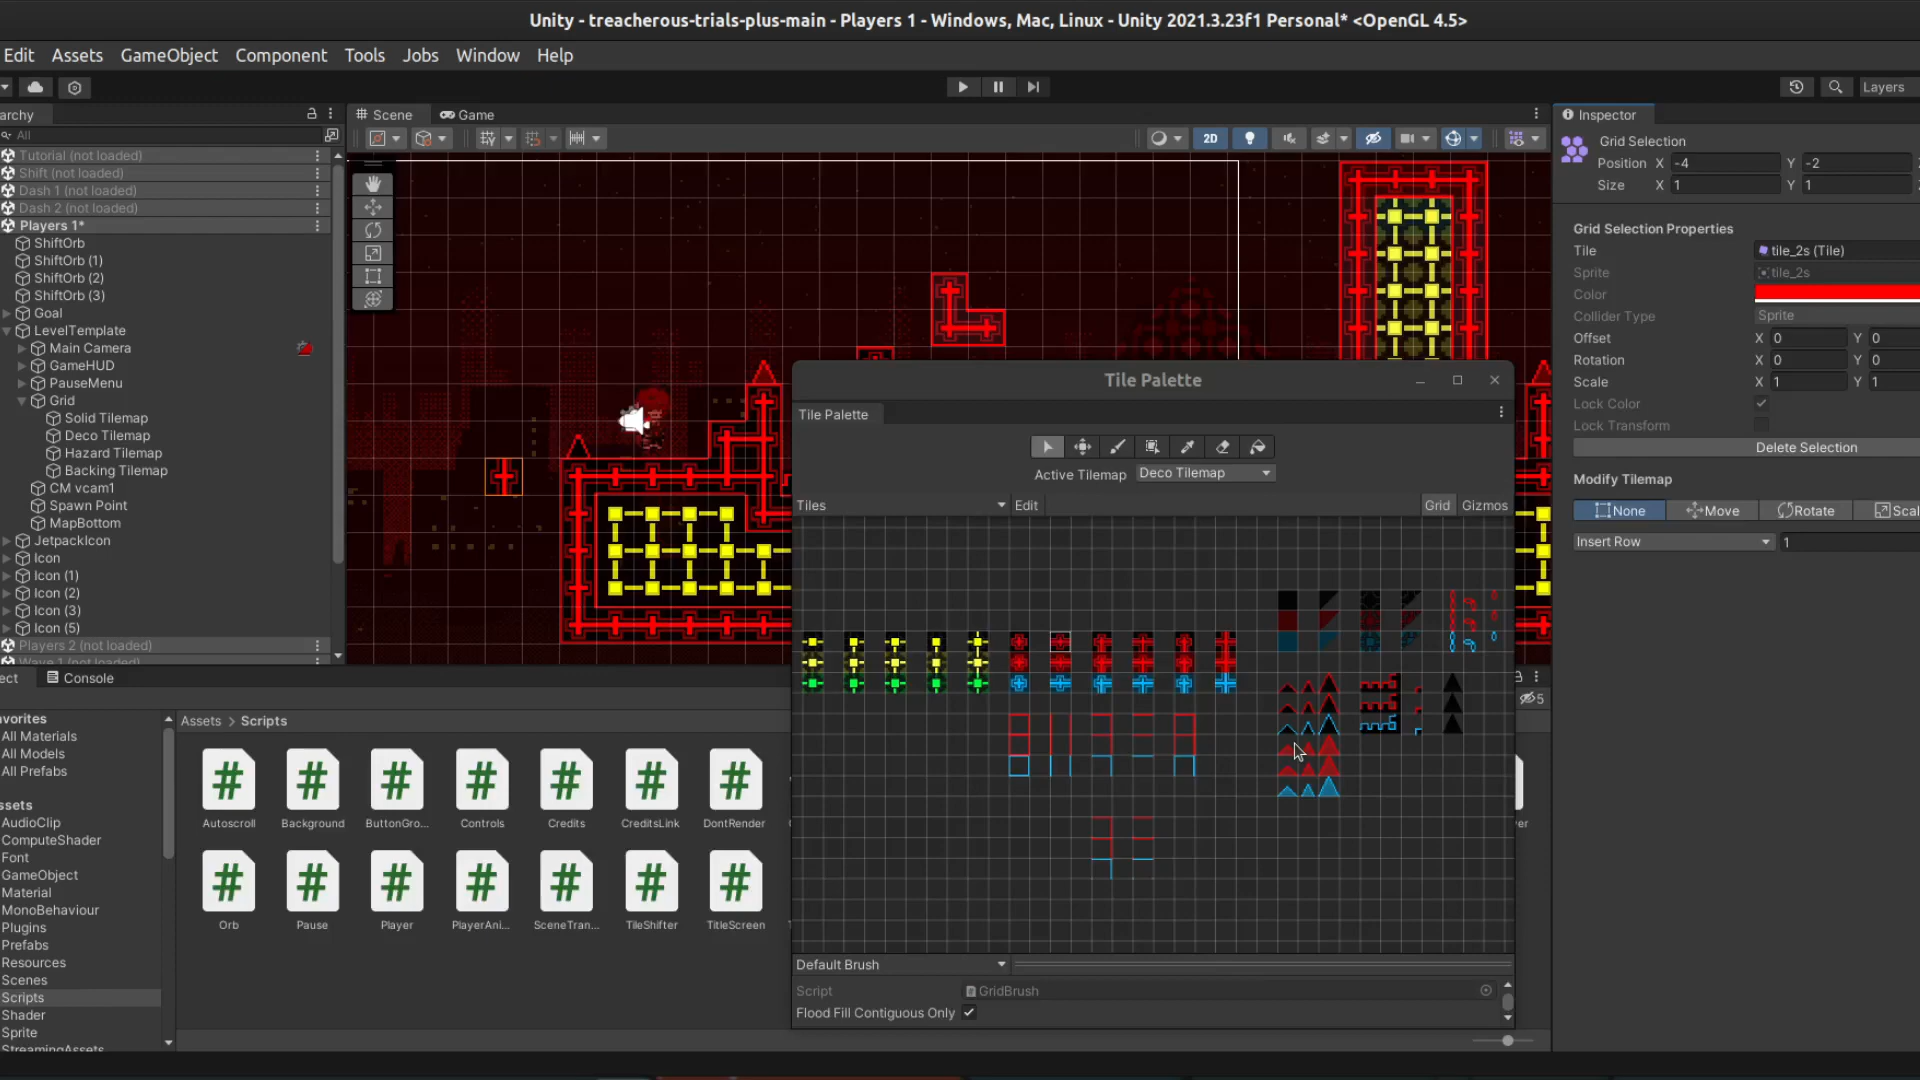 Unity - treacherous-trials-plus-main - Players 1 - Windows, Mac, Linux - Unity 2021.3.23f1 Personal* <OpenGL 4.5>
Edit Assets GameObject Component Tools Jobs Window Help
Layers
archy
Scene
Game
Inspector
All
2D
Grid Selection
Position X -4 Y -2
Size X 1 Y 1
Tutorial (not loaded)
Shift (not loaded)
Dash 1 (not loaded)
Dash 2 (not loaded)
Players 1*
ShiftOrb
ShiftOrb (1)
ShiftOrb (2)
ShiftOrb (3)
Goal
LevelTemplate
Main Camera
GameHUD
PauseMenu
Grid
Solid Tilemap
Deco Tilemap
Hazard Tilemap
Backing Tilemap
CM vcam1
Spawn Point
MapBottom
JetpackIcon
Icon
Icon (1)
Icon (2)
Icon (3)
Icon (5)
Players 2 (not loaded)
Wave 1 (not loaded)
Grid Selection Properties
Tile tile_2s (Tile)
Sprite tile_2s
Color
Collider Type Sprite
Offset X 0 Y 0
Rotation X 0 Y 0
Scale X 1 Y 1
Lock Color
Lock Transform
Delete Selection
Modify Tilemap
None Move Rotate Scal
Insert Row 1
Tile Palette
Tile Palette
Active Tilemap Deco Tilemap
Tiles Edit Grid Gizmos
Default Brush
Script GridBrush
Flood Fill Contiguous Only
ect
Console
5
avorites
All Materials
All Models
All Prefabs
ssets
AudioClip
ComputeShader
Font
GameObject
Material
MonoBehaviour
Plugins
Prefabs
Resources
Scenes
Scripts
Shader
Sprite
StreamingAssets
Assets > Scripts
Autoscroll Background ButtonGro... Controls Credits CreditsLink DontRender
Orb Pause Player PlayerAni... SceneTran... TileShifter TitleScreen
er